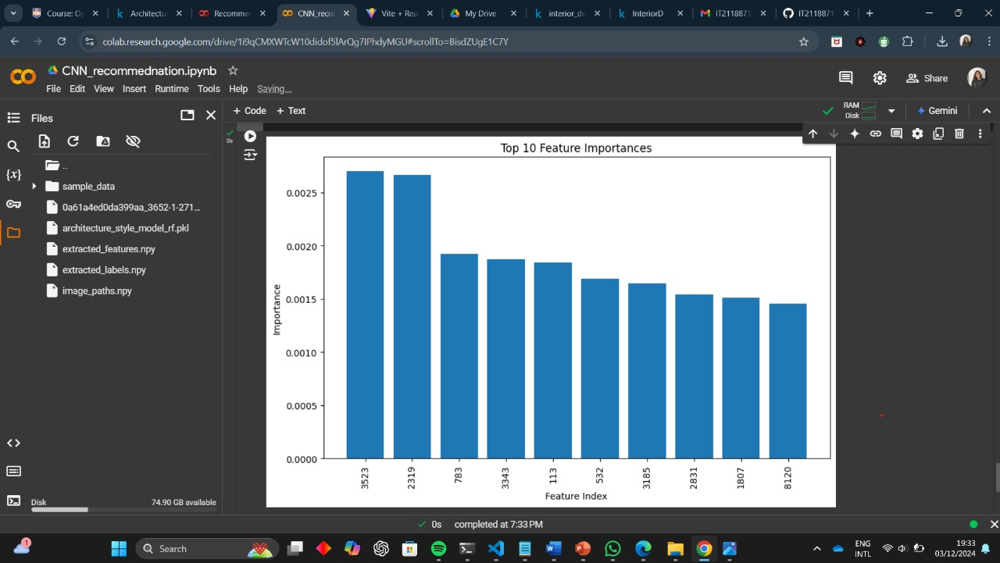 Course: Op
Architectu
Recommer
CNN_reco
Vite + Rea
My Drive -
interior_de
InteriorD
IT2118871
IT2118871
colab.research.google.com/drive/1i9qCMXWTcW10didof5lArQg7IPhdyMGU#scrollTo=BisdZUgE1C7Y
CNN_recommednation.ipynb
File Edit View Insert Runtime Tools Help Saving...
Share
Files
+ Code + Text
RAM
Disk
Gemini
..
sample_data
0a61a4ed0da399aa_3652-1-271...
architecture_style_model_rf.pkl
extracted_features.npy
extracted_labels.npy
image_paths.npy
{x}
0s
Top 10 Feature Importances
Importance
0.0025
0.0020
0.0015
0.0010
0.0005
0.0000
3523 2319 783 3343 113 532 3185 2831 1807 8120
Feature Index
Disk 74.90 GB available
0s completed at 7:33 PM
1
Search
ENG
INTL
19:33
03/12/2024